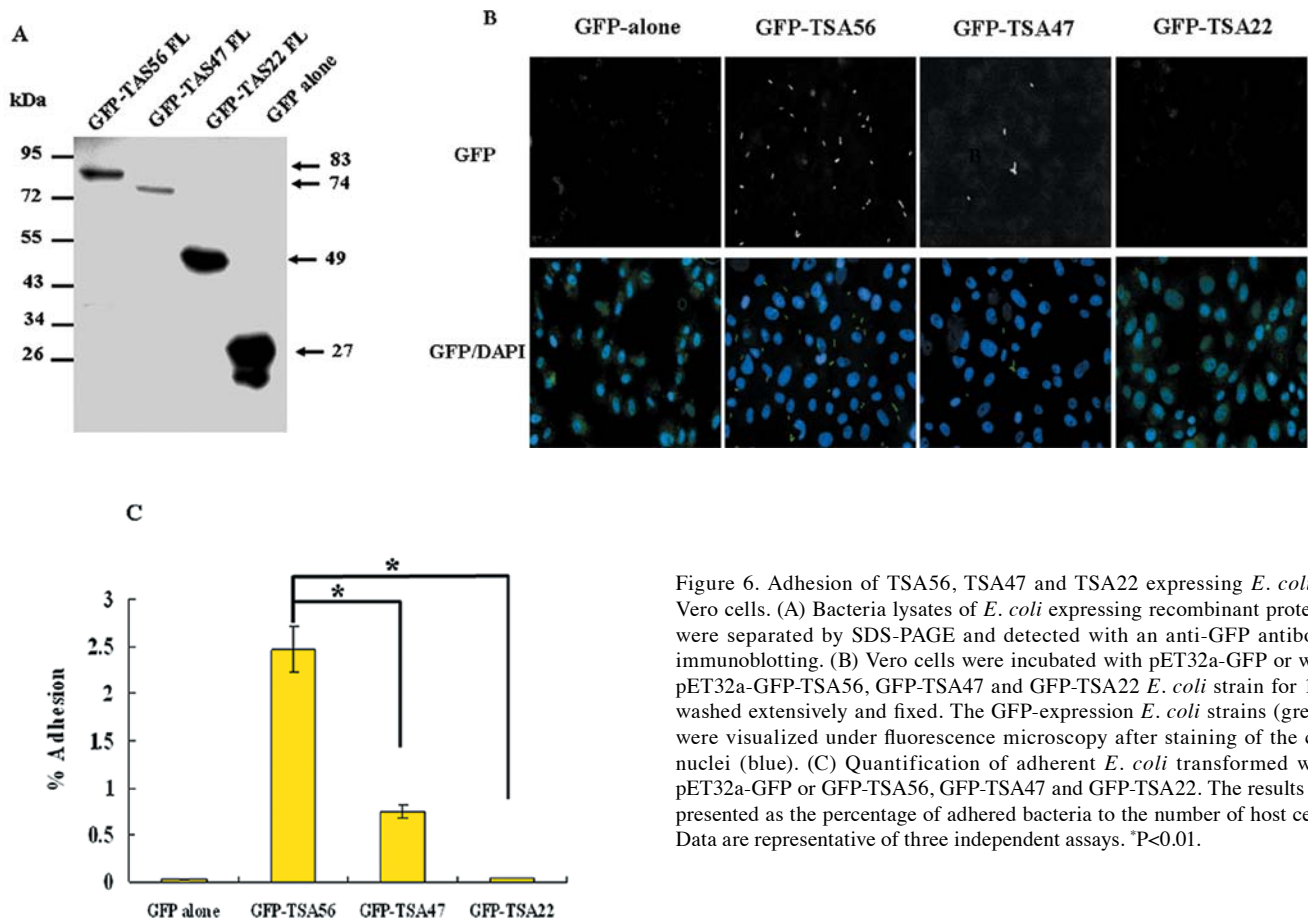 A
GFP-TAS56 FL
GFP-TAS47 FL
GFP-TAS22 FL
GFP alone
kDa
95
72
55
43
34
26
83
74
49
27
B
GFP-alone GFP-TSA56 GFP-TSA47 GFP-TSA22
GFP
B
GFP/DAPI
C
*
*
% Adhesion
3
2.5
2
1.5
1
0.5
0
GFP alone GFP-TSA56 GFP-TSA47 GFP-TSA22
Figure 6. Adhesion of TSA56, TSA47 and TSA22 expressing E. coli
Vero cells. (A) Bacteria lysates of E. coli expressing recombinant prote
were separated by SDS-PAGE and detected with an anti-GFP antibo
immunoblotting. (B) Vero cells were incubated with pET32a-GFP or w
pET32a-GFP-TSA56, GFP-TSA47 and GFP-TSA22 E. coli strain for 1
washed extensively and fixed. The GFP-expression E. coli strains (gre
were visualized under fluorescence microscopy after staining of the c
nuclei (blue). (C) Quantification of adherent E. coli transformed w
pET32a-GFP or GFP-TSA56, GFP-TSA47 and GFP-TSA22. The results
presented as the percentage of adhered bacteria to the number of host ce
Data are representative of three independent assays. *P<0.01.